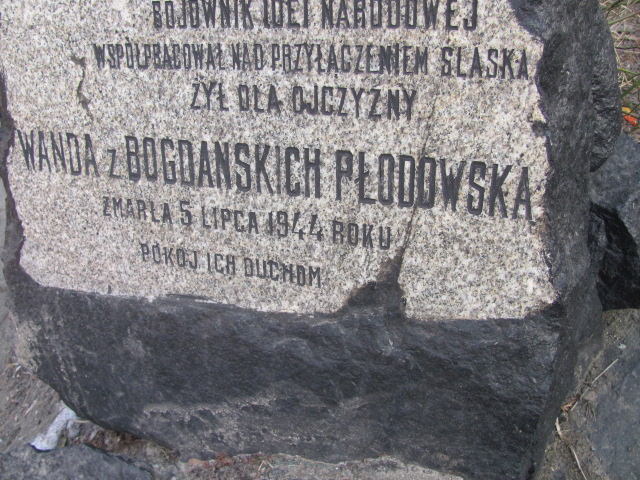 BOJOWNIK IDEI NARODOWEJ
WSPÓŁPRACOWAŁ NAD PRZYŁĄCZENIEM ŚLĄSKA
ŻYŁ DLA OJCZYZNY
WANDA z BOGDAŃSKICH PŁODOWSKA
ZMARŁA 5 LIPCA 1944 ROKU
POKÓJ ICH DUCHOM